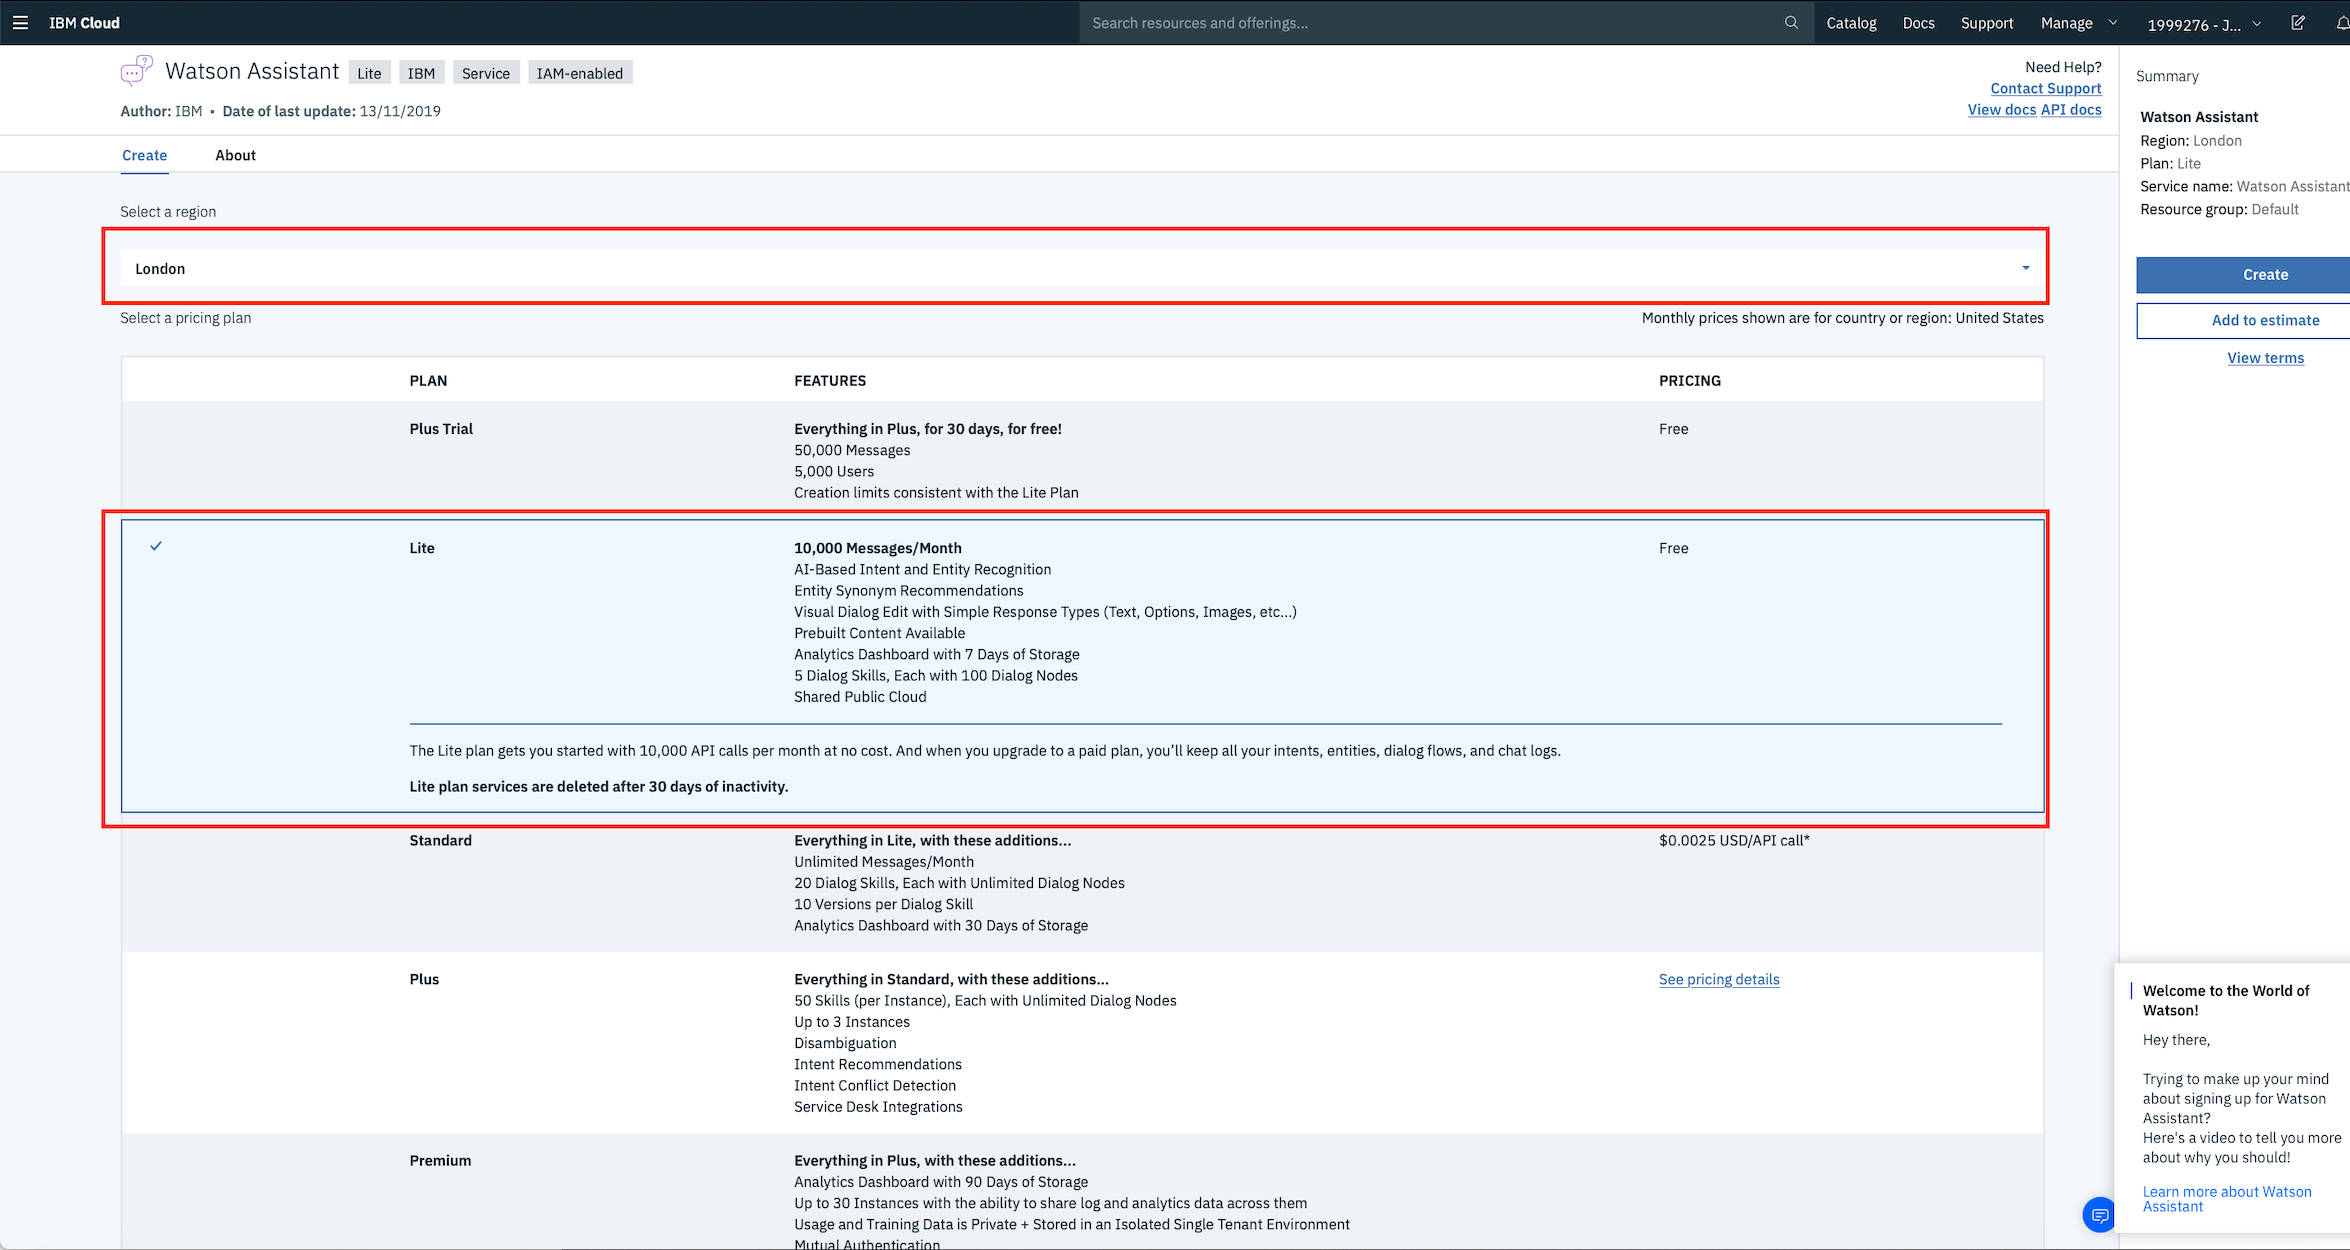 IBM Cloud
Search resources and offerings...
Catalog
Docs
Support
Manage
1999276 - J...
Watson Assistant
Lite
IBM
Service
IAM-enabled
Author: IBM • Date of last update: 13/11/2019
Need Help?
Contact Support
View docs API docs
Create
About
Select a region
London
Select a pricing plan
Monthly prices shown are for country or region: United States
PLAN
FEATURES
PRICING
Plus Trial
Everything in Plus, for 30 days, for free!
Free
50,000 Messages
5,000 Users
Creation limits consistent with the Lite Plan
Lite
10,000 Messages/Month
Free
AI-Based Intent and Entity Recognition
Entity Synonym Recommendations
Visual Dialog Edit with Simple Response Types (Text, Options, Images, etc...)
Prebuilt Content Available
Analytics Dashboard with 7 Days of Storage
5 Dialog Skills, Each with 100 Dialog Nodes
Shared Public Cloud
The Lite plan gets you started with 10,000 API calls per month at no cost. And when you upgrade to a paid plan, you’ll keep all your intents, entities, dialog flows, and chat logs.
Lite plan services are deleted after 30 days of inactivity.
Standard
Everything in Lite, with these additions...
$0.0025 USD/API call*
Unlimited Messages/Month
20 Dialog Skills, Each with Unlimited Dialog Nodes
10 Versions per Dialog Skill
Analytics Dashboard with 30 Days of Storage
Plus
Everything in Standard, with these additions...
See pricing details
50 Skills (per Instance), Each with Unlimited Dialog Nodes
Up to 3 Instances
Disambiguation
Intent Recommendations
Intent Conflict Detection
Service Desk Integrations
Premium
Everything in Plus, with these additions...
Analytics Dashboard with 90 Days of Storage
Up to 30 Instances with the ability to share log and analytics data across them
Usage and Training Data is Private + Stored in an Isolated Single Tenant Environment
Mutual Authentication
Summary
Watson Assistant
Region: London
Plan: Lite
Service name: Watson Assistant
Resource group: Default
Create
Add to estimate
View terms
Welcome to the World of
Watson!
Hey there,
Trying to make up your mind
about signing up for Watson
Assistant?
Here's a video to tell you more
about why you should!
Learn more about Watson
Assistant